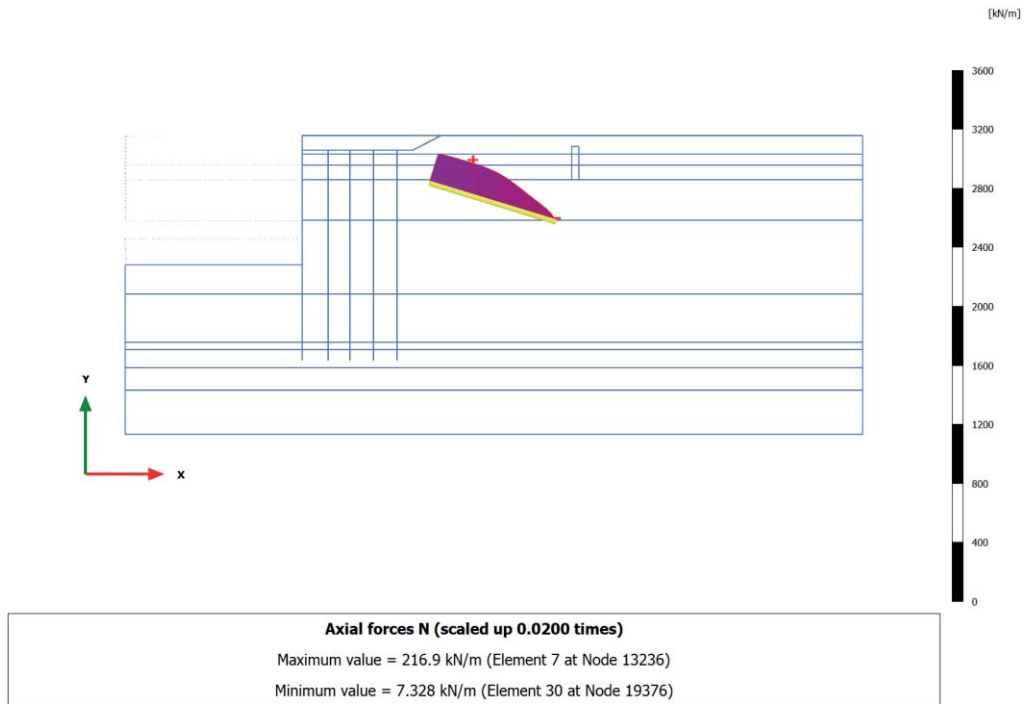 [kN/m]
3600
3200
2800
2400
2000
1600
1200
800
400
0
Y
X
Axial forces N (scaled up 0.0200 times)
Maximum value = 216.9 kN/m (Element 7 at Node 13236)
Minimum value = 7.328 kN/m (Element 30 at Node 19376)